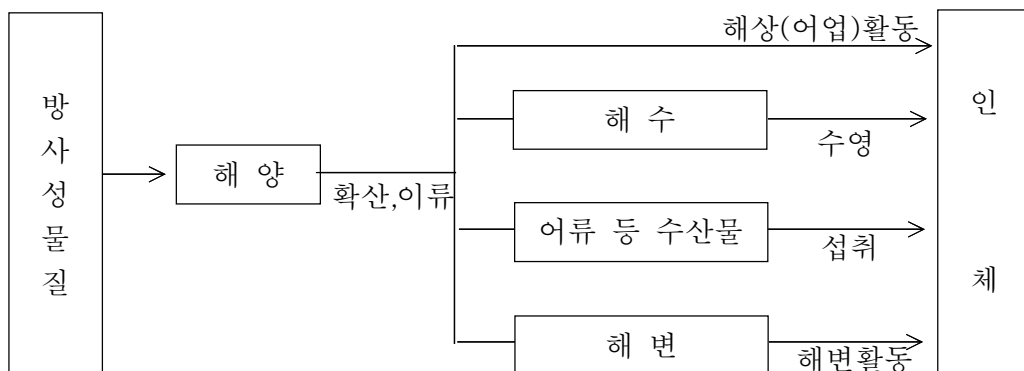 방사성물질
해 양
확산,이류
해상(어업)활동
해 수
수영
어류 등 수산물
섭취
해 변
해변활동
인체